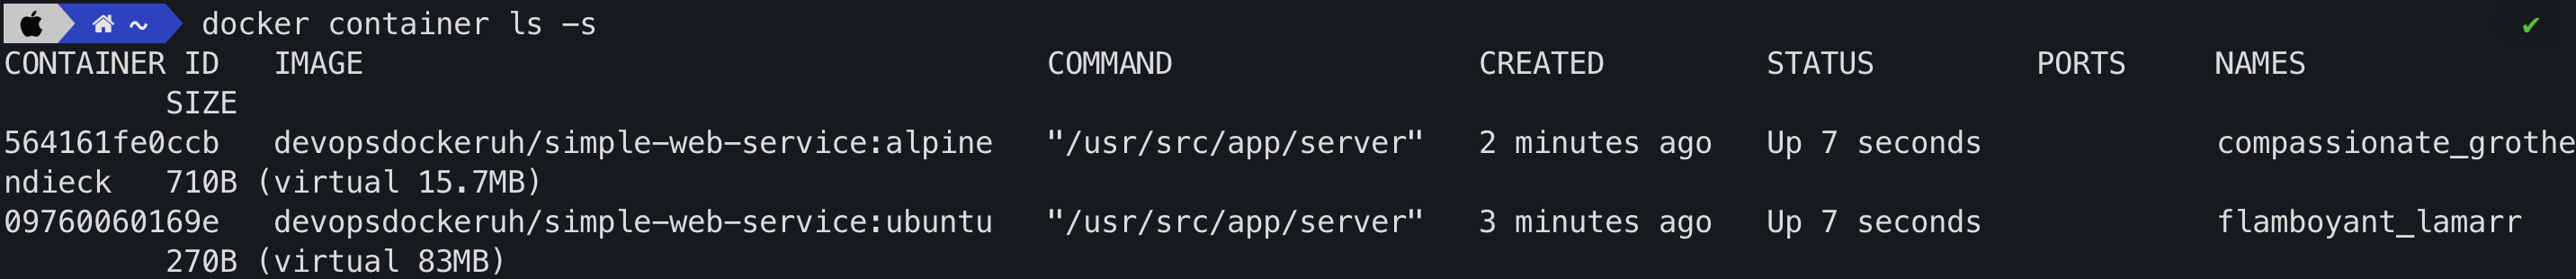 ~ docker container ls -s ✔
CONTAINER ID   IMAGE                                      COMMAND                 CREATED         STATUS         PORTS     NAMES
         SIZE
564161fe0ccb   devopsdockeruh/simple-web-service:alpine   "/usr/src/app/server"   2 minutes ago   Up 7 seconds             compassionate_grothe
ndieck   710B (virtual 15.7MB)
09760060169e   devopsdockeruh/simple-web-service:ubuntu   "/usr/src/app/server"   3 minutes ago   Up 7 seconds             flamboyant_lamarr
         270B (virtual 83MB)